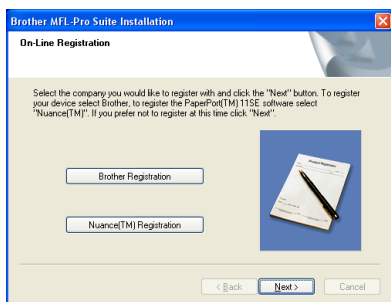 Brother MFL-Pro Suite Installation
On-Line Registration
Select the company you would like to register with and click the "Next" button. To register
your device select Brother, to register the PaperPort(TM) 11SE software select
"Nuance(TM)". If you prefer not to register at this time click "Next".
Brother Registration
Product Registration
Nuance(TM) Registration
< Back
Next >
Cancel